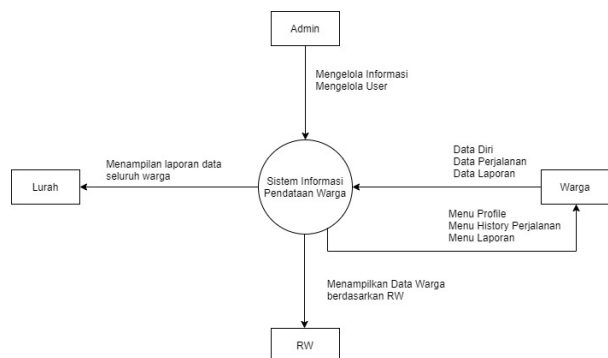 Admin
Mengelola Informasi
Mengelola User
Menampilan laporan data
seluruh warga
Lurah
Sistem Informasi
Pendataan Warga
Data Diri
Data Perjalanan
Data Laporan
Warga
Menu Profile
Menu History Perjalanan
Menu Laporan
Menampilkan Data Warga
berdasarkan RW
RW